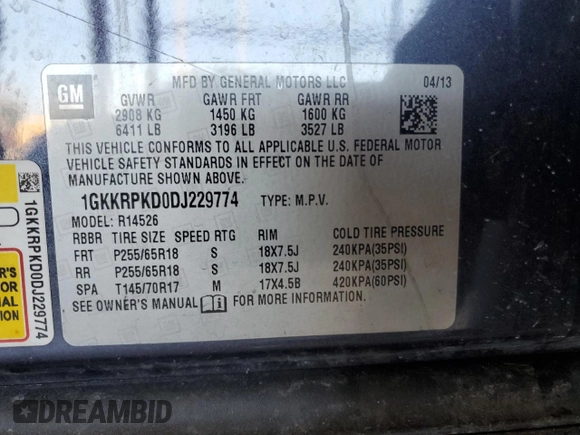 GM
MFD BY GENERAL MOTORS LLC
04/13
GVWR GAWR FRT GAWR RR
2908 KG 1450 KG 1600 KG
6411 LB 3196 LB 3527 LB
THIS VEHICLE CONFORMS TO ALL APPLICABLE U.S. FEDERAL MOTOR
VEHICLE SAFETY STANDARDS IN EFFECT ON THE DATE OF
MANUFACTURE SHOWN ABOVE.
1GKKRPKD0DJ229774 TYPE: M.P.V.
MODEL: R14526
RBBR TIRE SIZE SPEED RTG RIM COLD TIRE PRESSURE
FRT P255/65R18 S 18X7.5J 240KPA(35PSI)
RR P255/65R18 S 18X7.5J 240KPA(35PSI)
SPA T145/70R17 M 17X4.5B 420KPA(60PSI)
SEE OWNER'S MANUAL FOR ADDITIONAL INFORMATION
1GKKRPKD0DJ229774
ER'S
IONAL
ON
DREAMBID